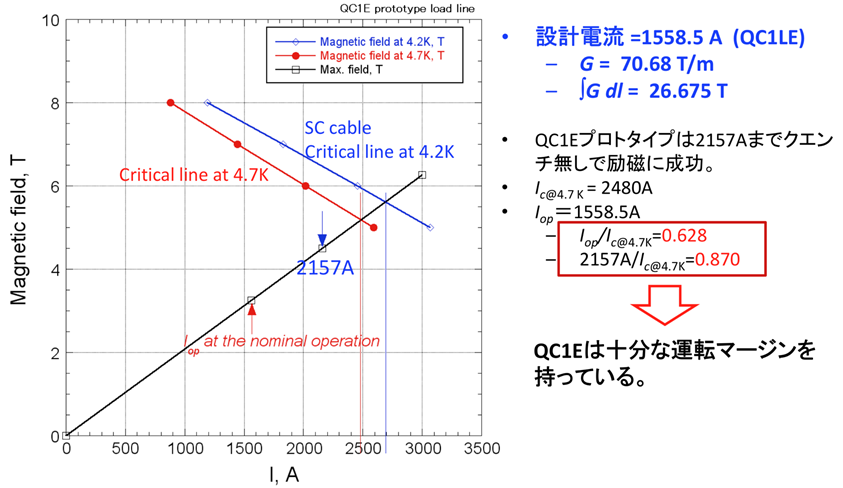 QC1E prototype load line
Magnetic field at 4.2K, T
Magnetic field at 4.7K, T
Max. field, T
8
7
6
5
4
3
2
1
0
Magnetic field, T
SC cable
Critical line at 4.2K
Critical line at 4.7K
2157A
Iop at the nominal operation
0 500 1000 1500 2000 2500 3000 3500
I, A
• 設計電流 =1558.5 A (QC1LE)
– G = 70.68 T/m
– ∫G dl = 26.675 T
• QC1Eプロトタイプは2157Aまでクエン
チ無しで励磁に成功。
• Ic@4.7 K = 2480A
• Iop＝1558.5A
– Iop/Ic@4.7K=0.628
– 2157A/Ic@4.7K=0.870
QC1Eは十分な運転マージンを
持っている。